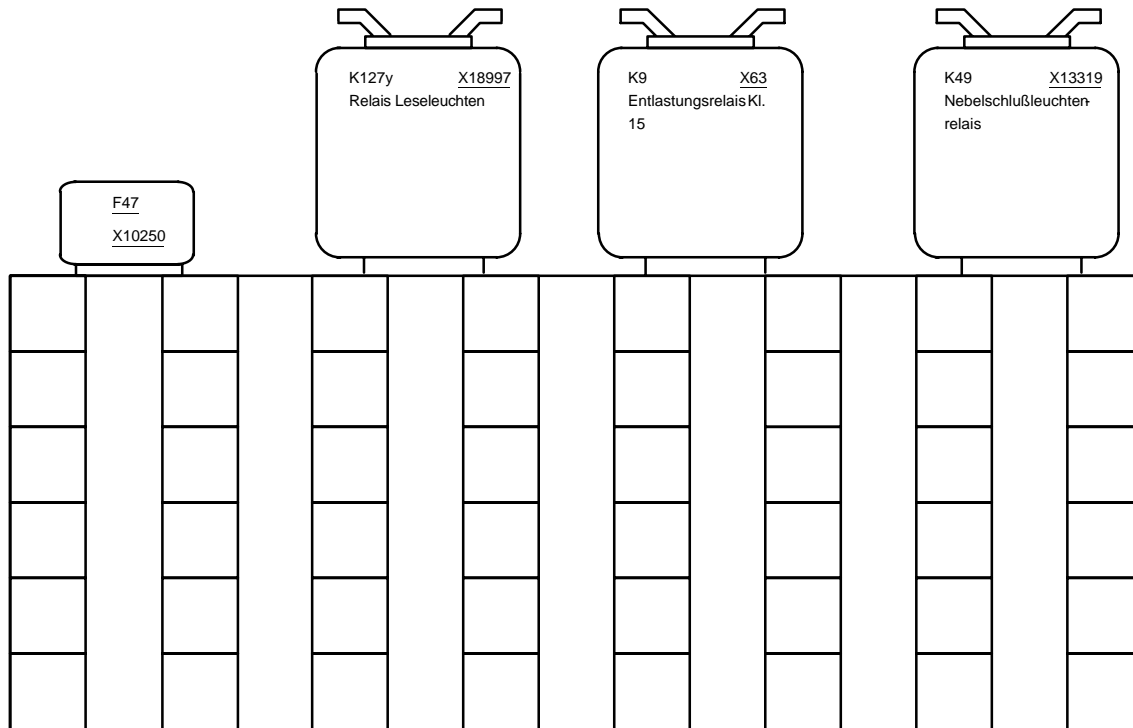 K127y X18997
Relais Leseleuchten
K9 X63
Entlastungsrelais Kl.
15
K49 X13319
Nebelschlußleuchten-
relais
F47
X10250